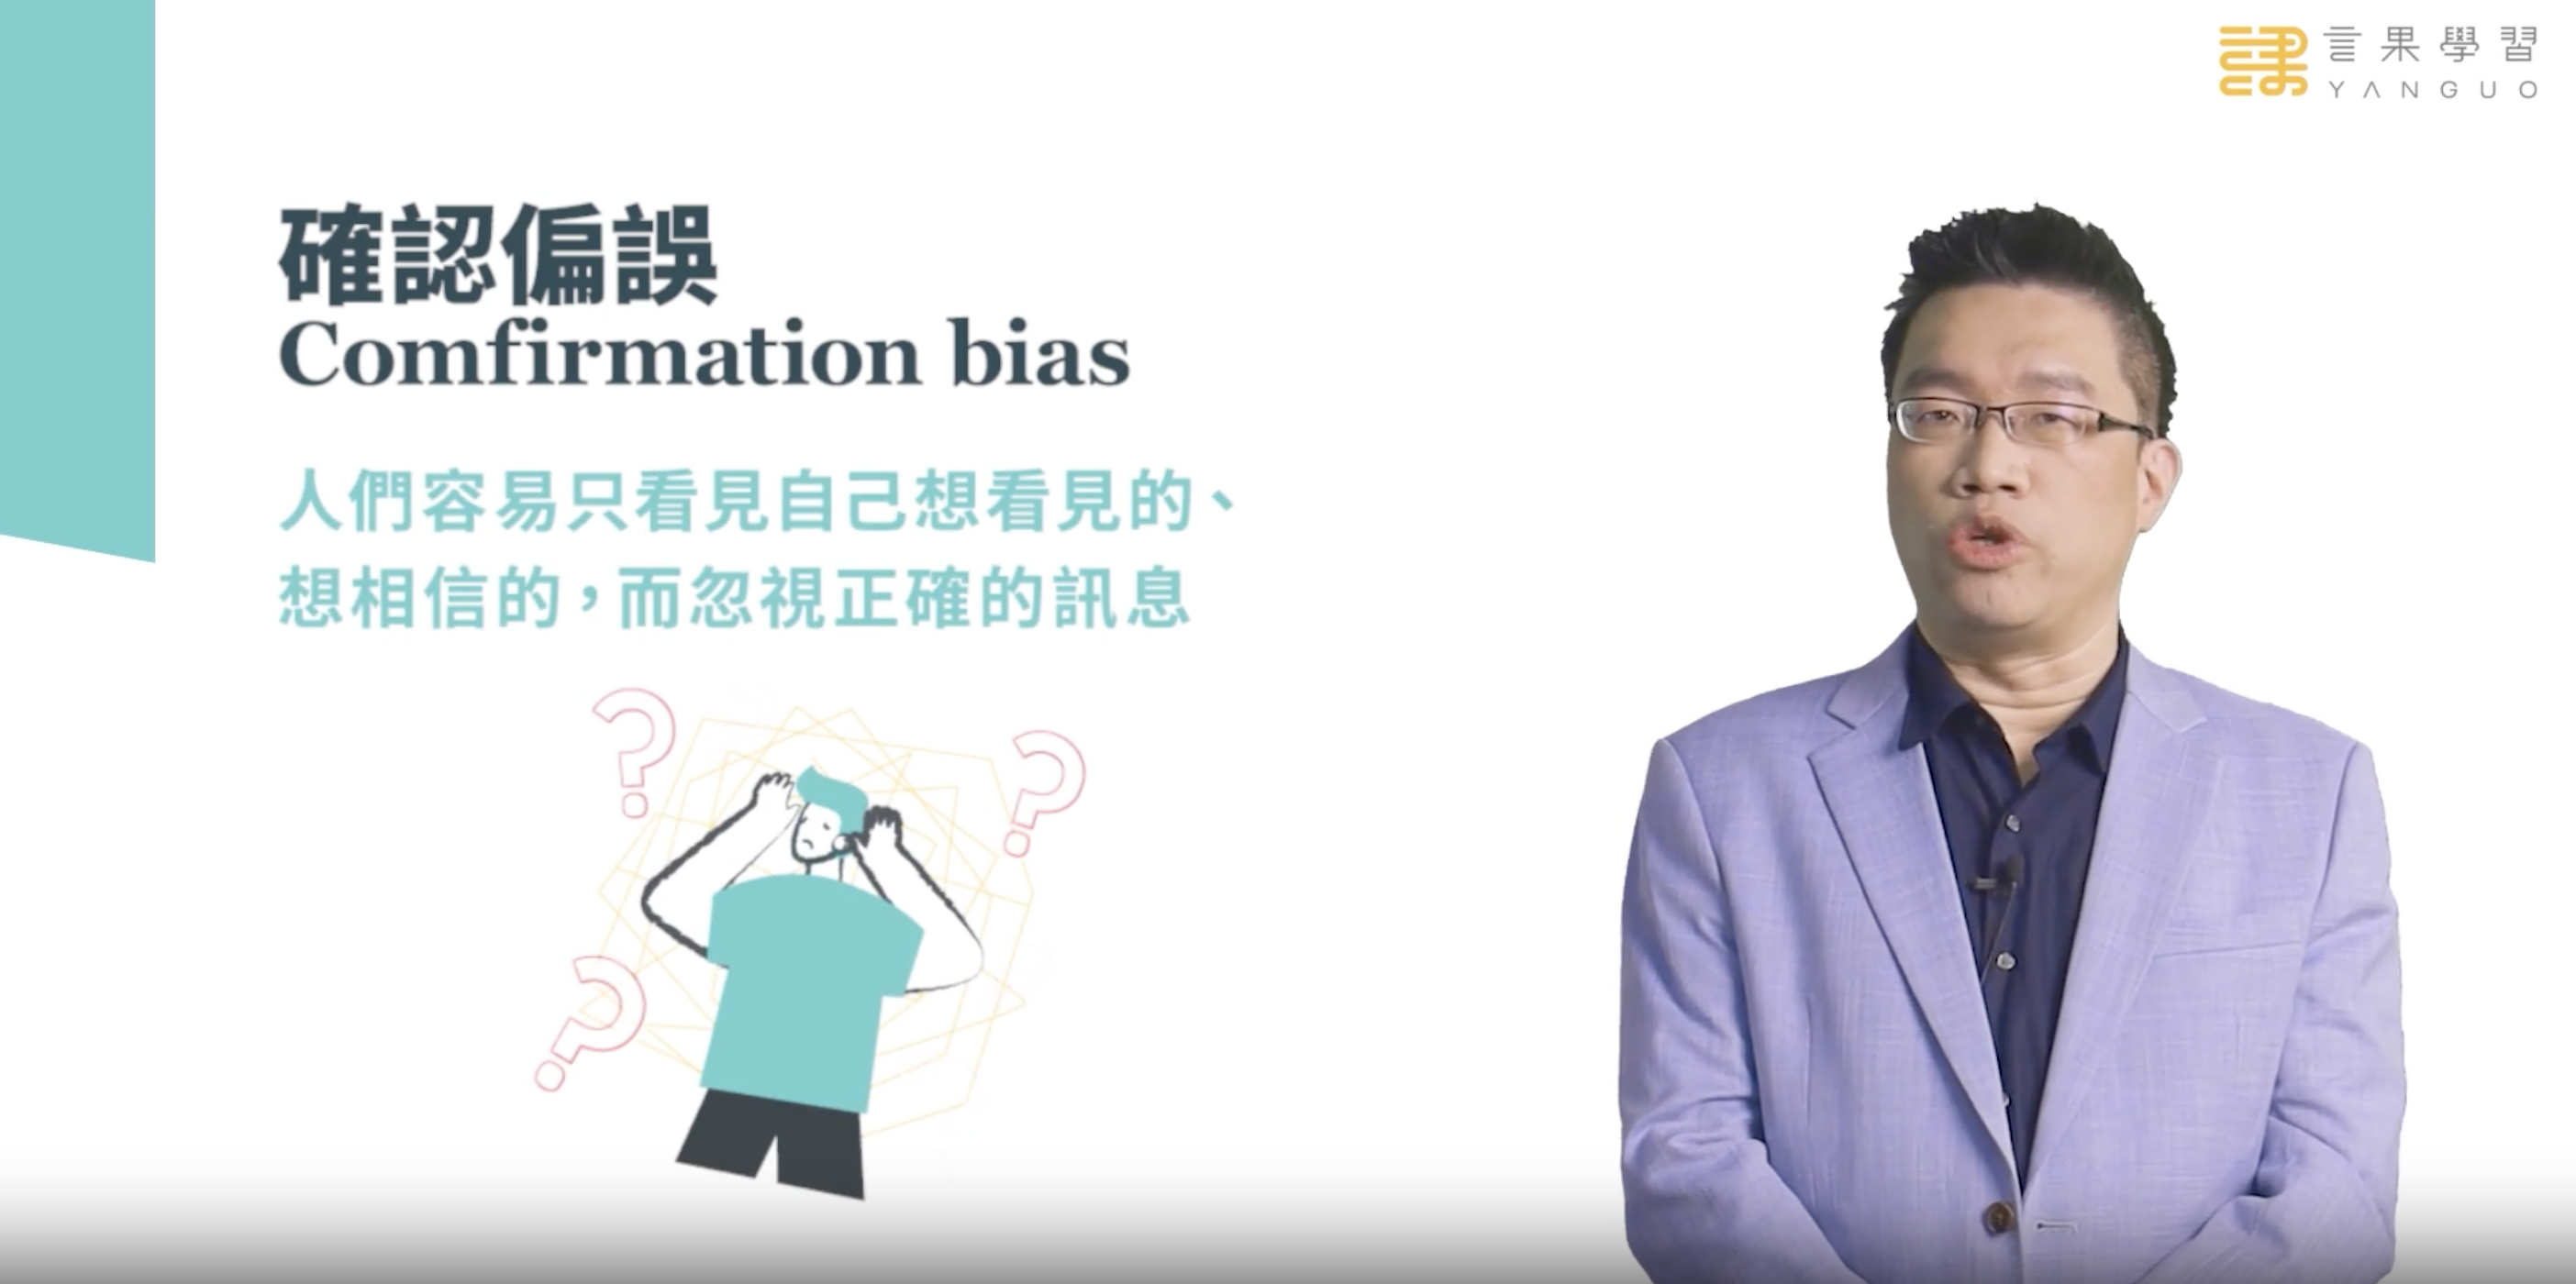 言果學習
YANGUO
確認偏誤
Comfirmation bias
人們容易只看見自己想看見的、
想相信的，而忽視正確的訊息
?
?
?